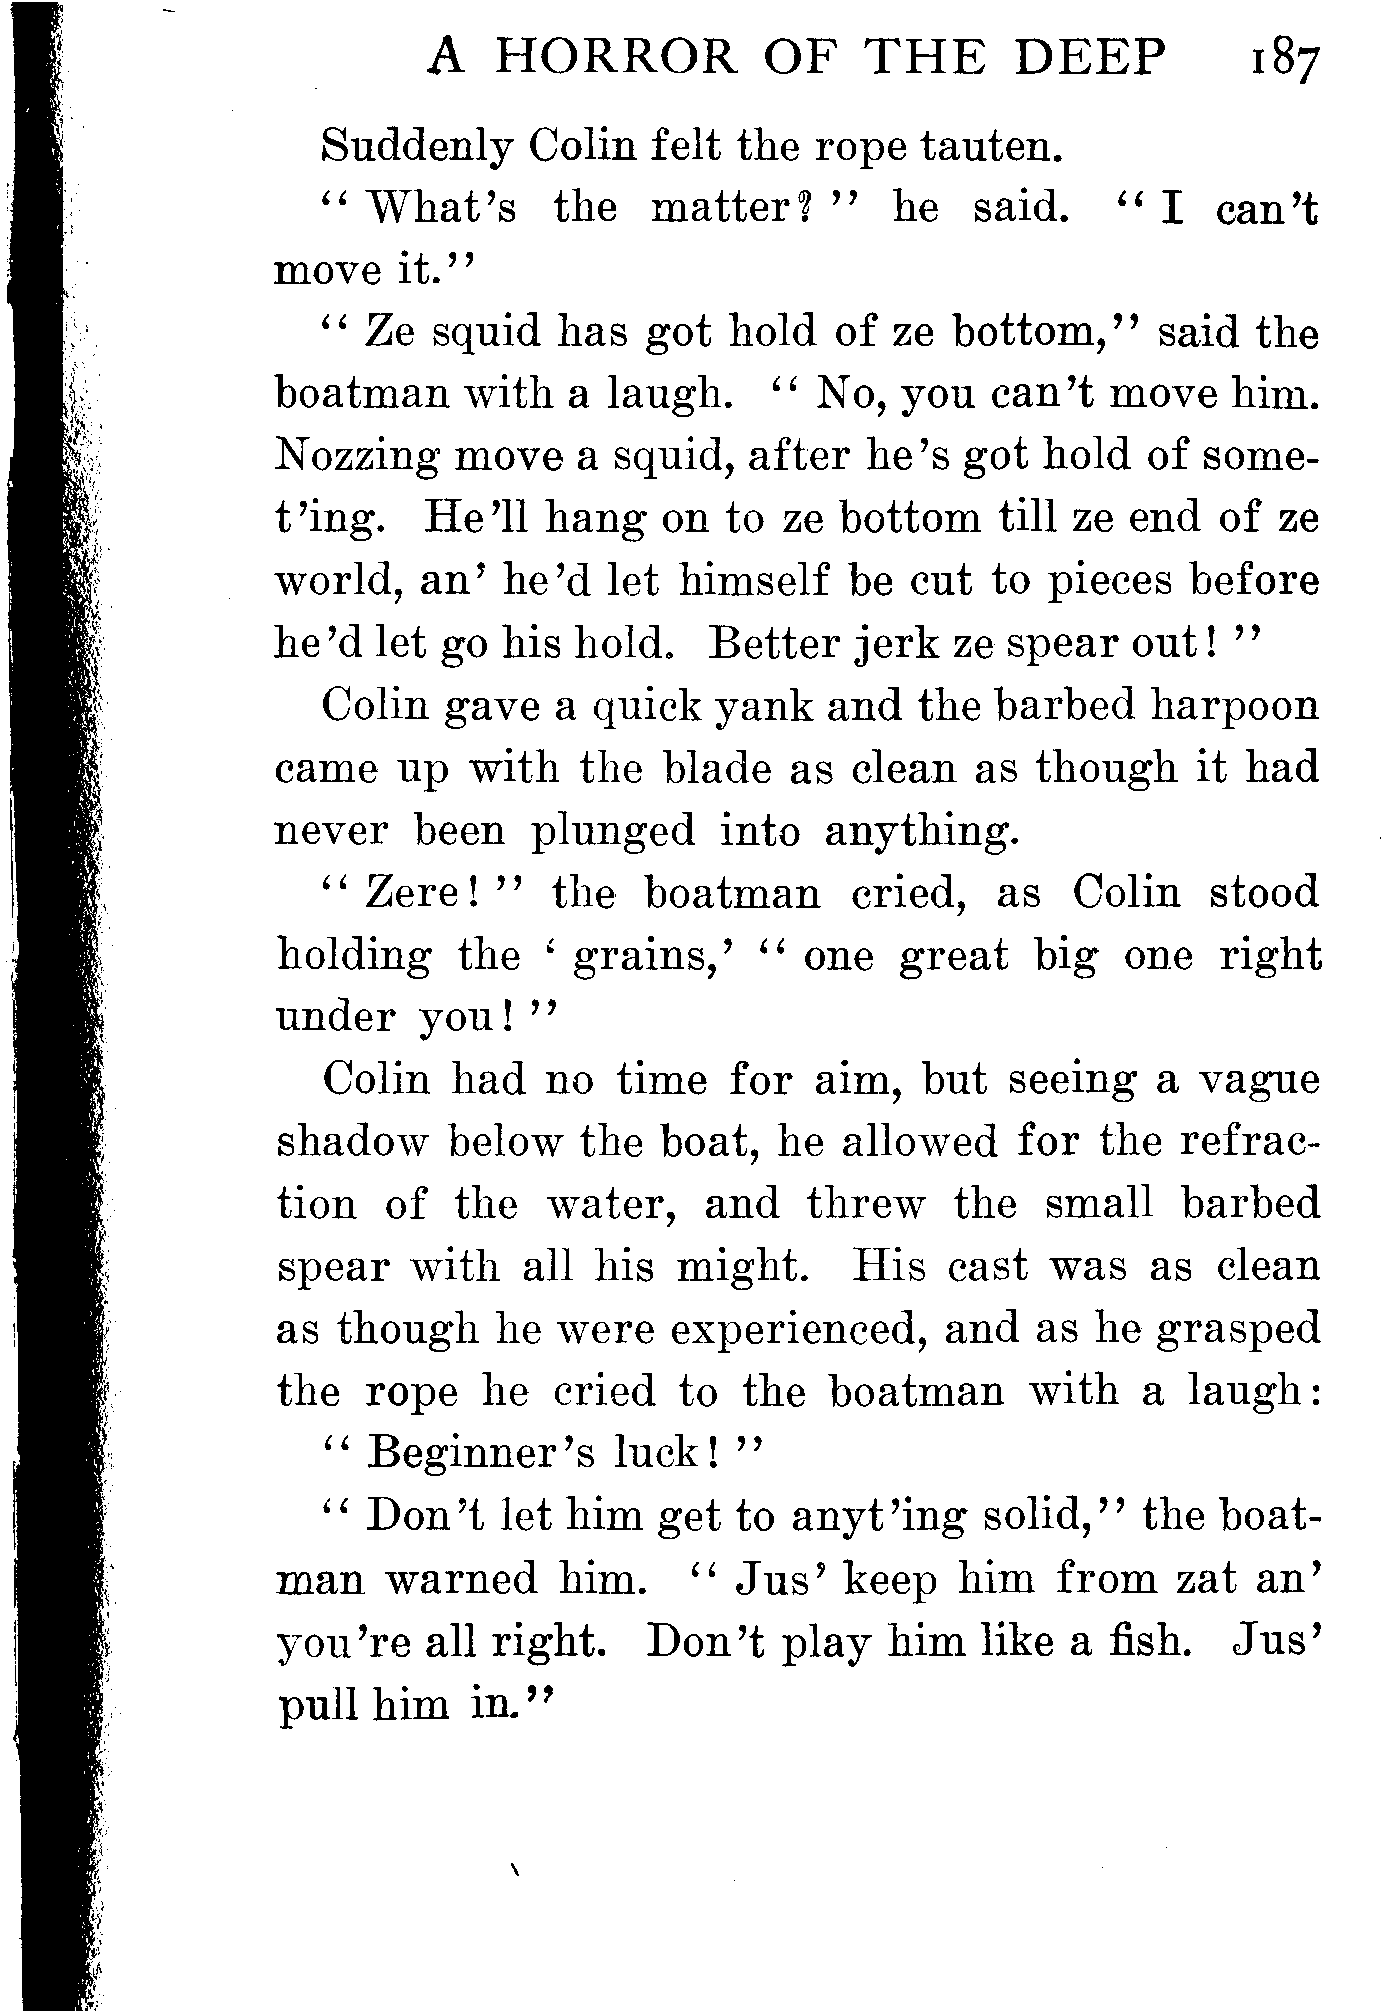 A HORROR OF THE DEEP 187
Suddenly Colin felt the rope tauten.
“ What's the matter? ” he said. “ I can't
move it.”
“ Ze squid has got hold of ze bottom,” said the
boatman with a laugh. “ No, you can't move him.
Nozzing move a squid, after he's got hold of some-
t'ing. He'll hang on to ze bottom till ze end of ze
world, an' he'd let himself be cut to pieces before
he'd let go his hold. Better jerk ze spear out! ”
Colin gave a quick yank and the barbed harpoon
came up with the blade as clean as though it had
never been plunged into anything.
“ Zere! ” the boatman cried, as Colin stood
holding the ‘ grains,’ “ one great big one right
under you! ”
Colin had no time for aim, but seeing a vague
shadow below the boat, he allowed for the refrac-
tion of the water, and threw the small barbed
spear with all his might. His cast was as clean
as though he were experienced, and as he grasped
the rope he cried to the boatman with a laugh:
“ Beginner's luck! ”
“ Don't let him get to anyt'ing solid,” the boat-
man warned him. “ Jus' keep him from zat an'
you're all right. Don't play him like a fish. Jus'
pull him in.”